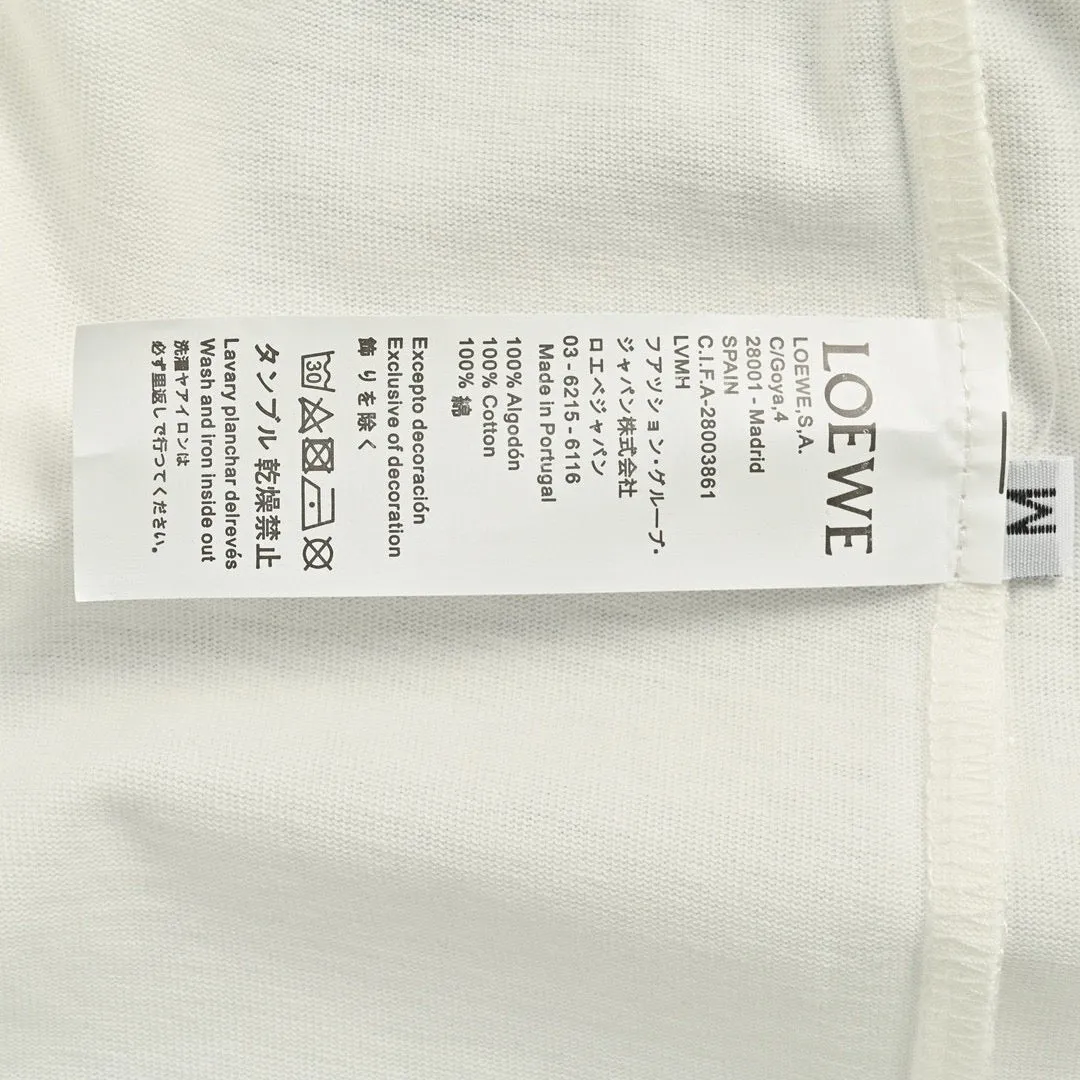 LOEWE
LOEWE,S,A.
C/Goya,4
28001 - Madrid
SPAIN
C.I.F.A-28003861
LVMH
フアッション・グループ・
ジャパン株式会社
ロエベジャパン
03 - 6215 - 6116
Made in Portugal
100% Algodón
100% Cotton
100% 綿
Excepto decoración
Exclusive of decoration
飾りを除く
30
タンブル乾燥禁止
Lavary planchar delrevés
Wash and iron inside out
洗濯ヤアイロンは
必ず里返しで行つてください。
M